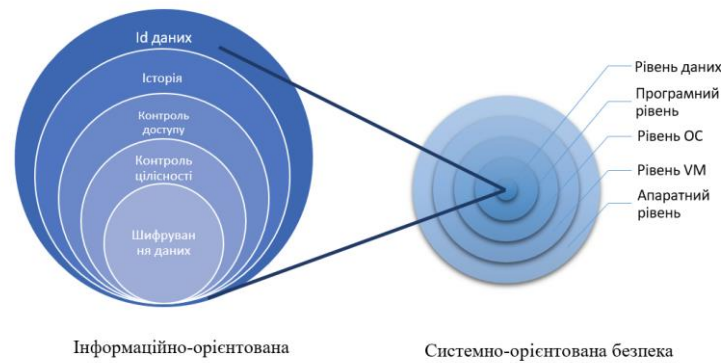 Id даних
Історія
Контроль
доступу
Контроль
цілісності
Шифруван
ня даних
Рівень даних
Програмний
рівень
Рівень ОС
Рівень VM
Апаратний
рівень
Інформаційно-орієнтована
Системно-орієнтована безпека